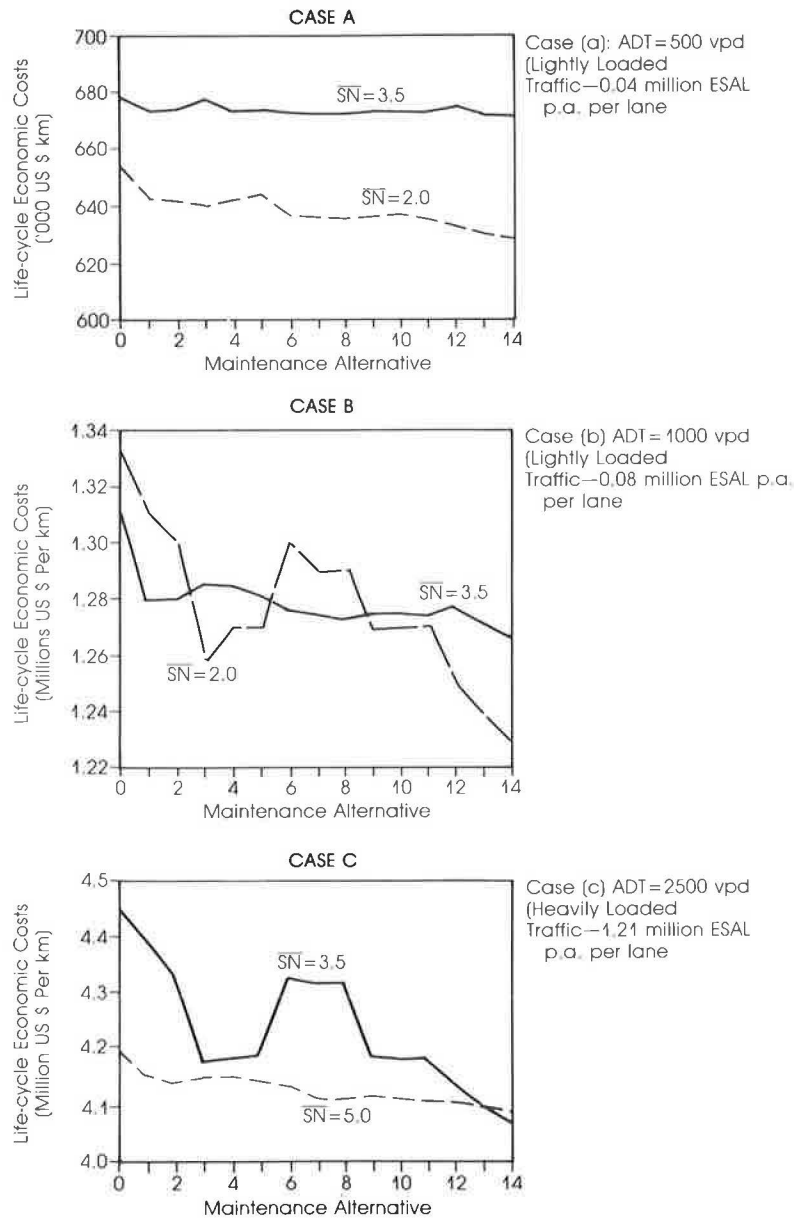 CASE A
700
680
660
640
620
600
0 2 4 6 8 10 12 14
Life-cycle Economic Costs
('000 US $ km)
Maintenance Alternative
SN=3.5
SN=2.0
Case (a): ADT=500 vpd
(Lightly Loaded
Traffic—0.04 million ESAL
p.a. per lane
CASE B
1.34
1.32
1.30
1.28
1.26
1.24
1.22
0 2 4 6 8 10 12 14
Life-cycle Economic Costs
(Millions US $ Per km)
Maintenance Alternative
SN=3.5
SN=2.0
Case (b) ADT=1000 vpd
(Lightly Loaded
Traffic—0.08 million ESAL p.a.
per lane
CASE C
4.5
4.4
4.3
4.2
4.1
4.0
0 2 4 6 8 10 12 14
Life-cycle Economic Costs
(Million US $ Per km)
Maintenance Alternative
SN=3.5
SN=5.0
Case (c) ADT=2500 vpd
(Heavily Loaded
Traffic—1.21 million ESAL
p.a. per lane